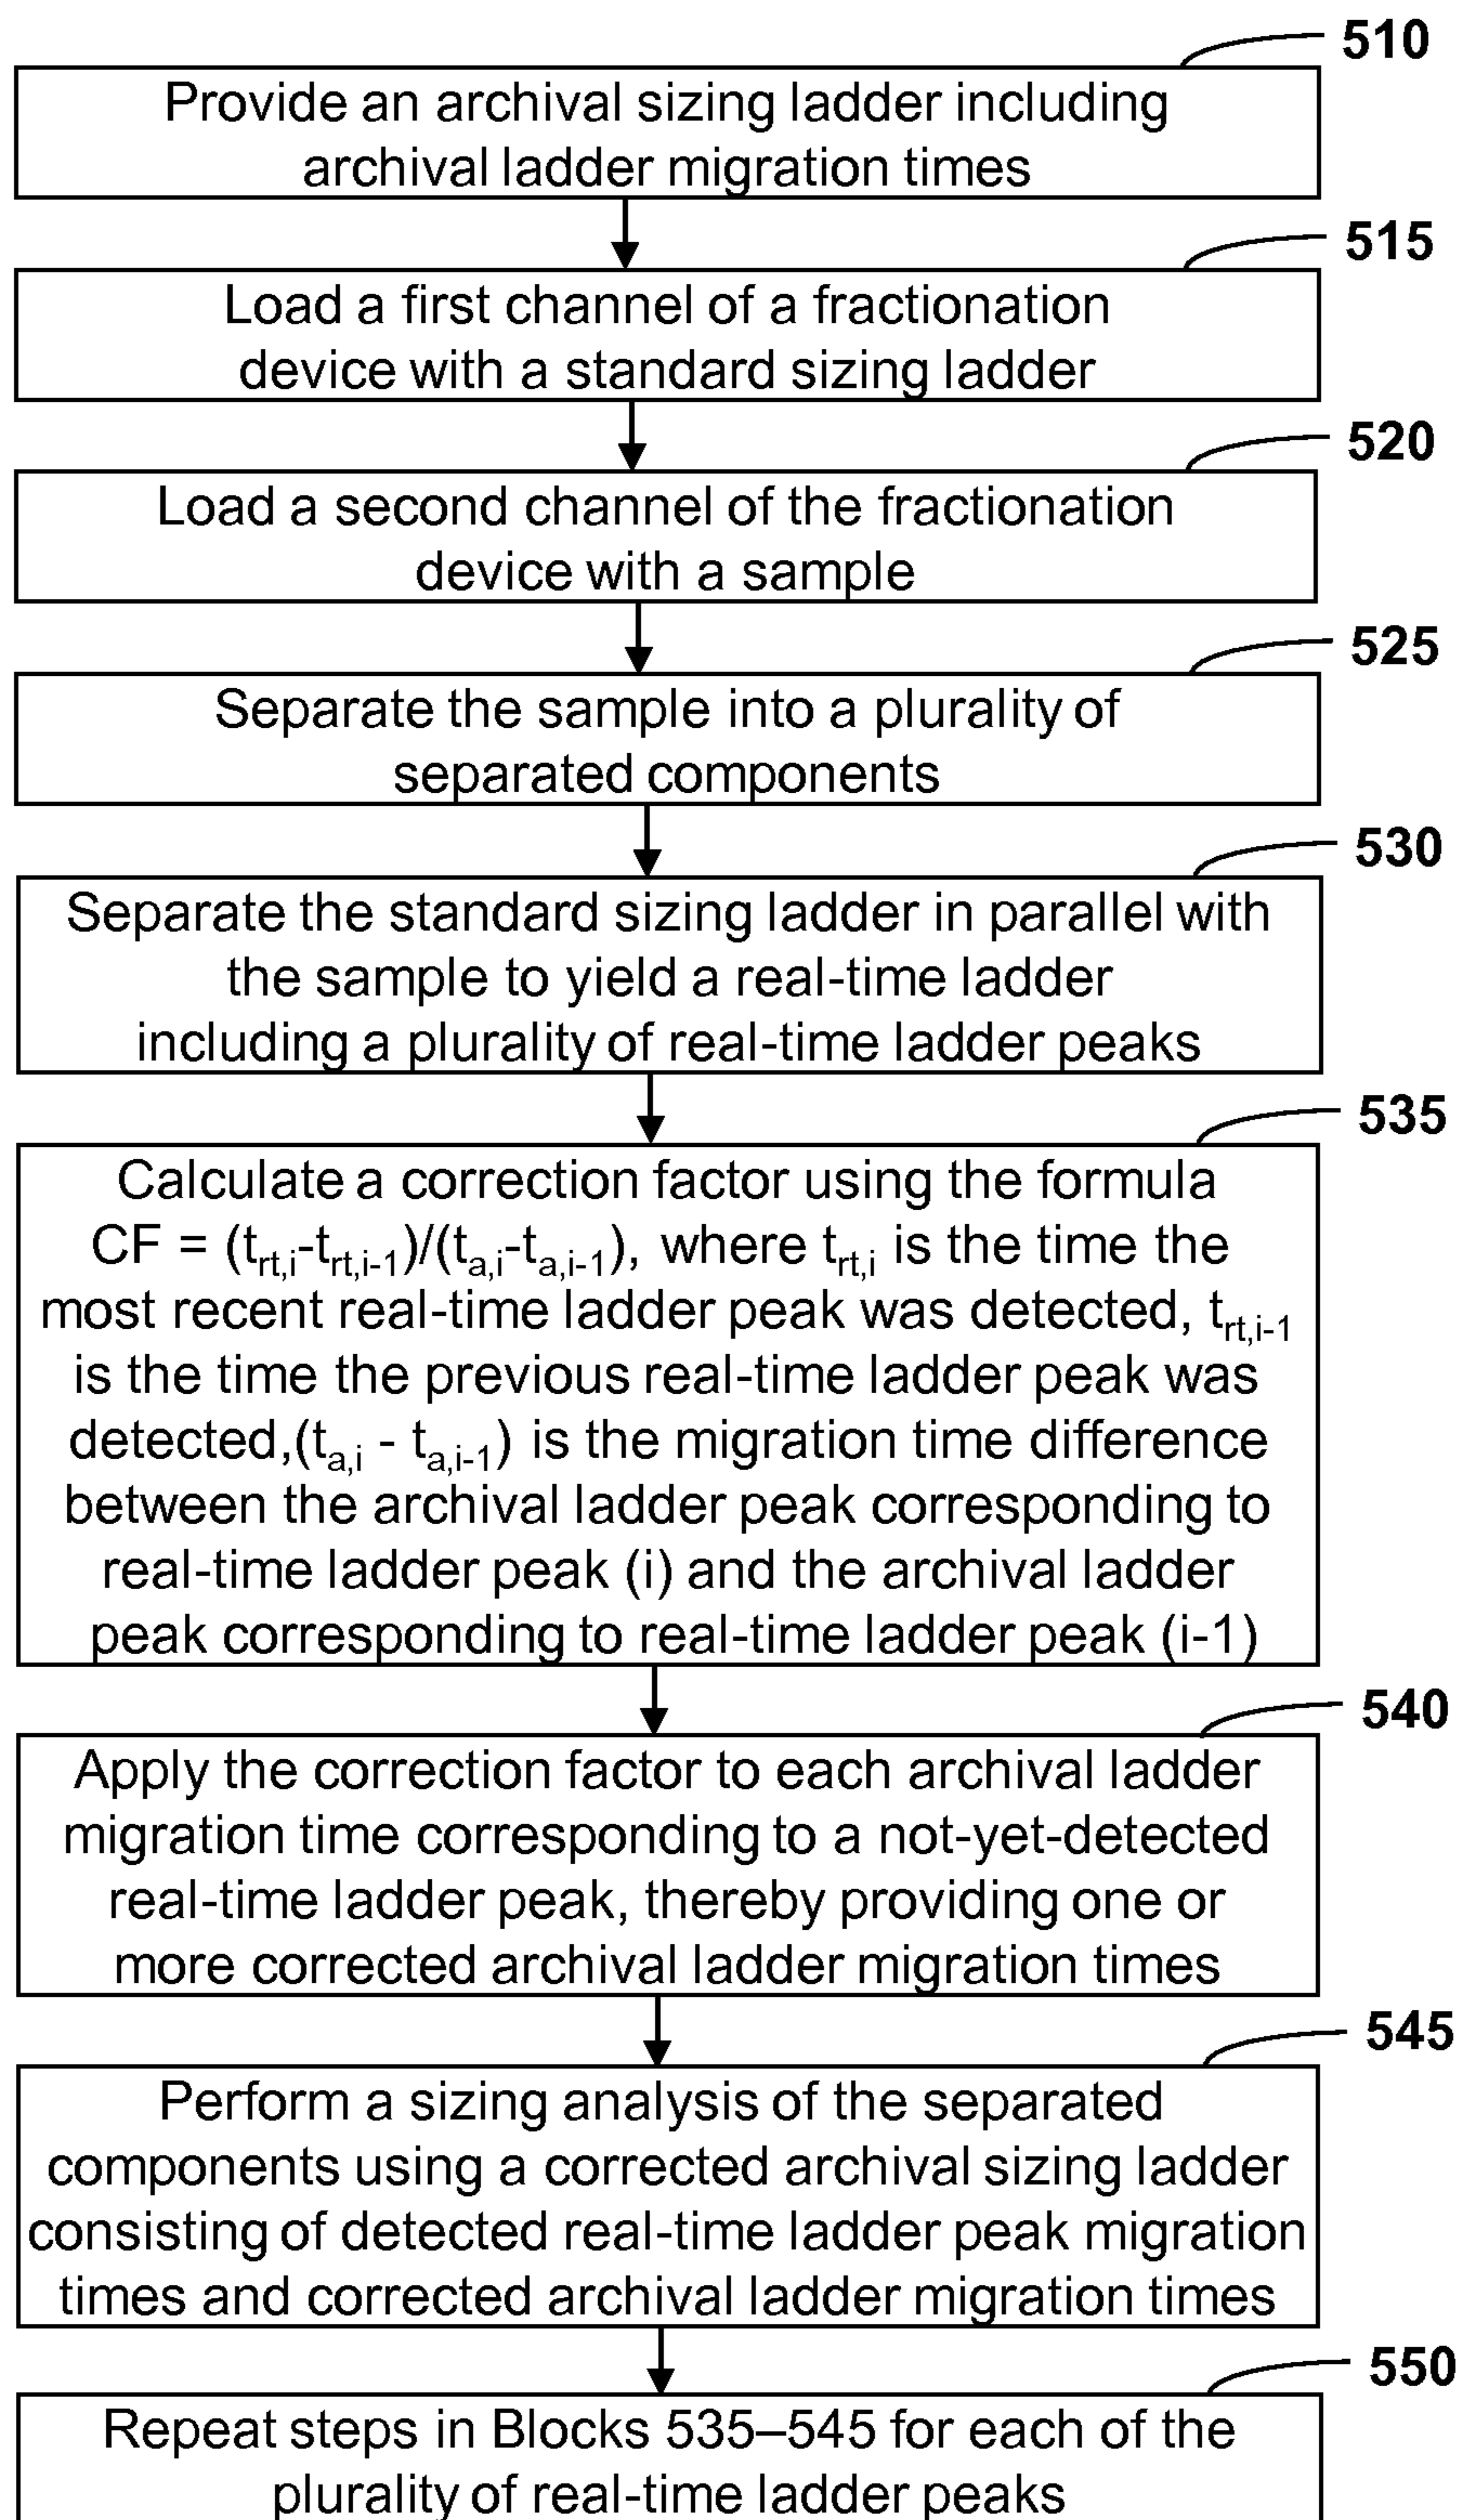 510
Provide an archival sizing ladder including
archival ladder migration times
515
Load a first channel of a fractionation
device with a standard sizing ladder
520
Load a second channel of the fractionation
device with a sample
525
Separate the sample into a plurality of
separated components
530
Separate the standard sizing ladder in parallel with
the sample to yield a real-time ladder
including a plurality of real-time ladder peaks
535
Calculate a correction factor using the formula
CF = (t_rt,i-t_rt,i-1)/(t_a,i-t_a,i-1), where t_rt,i is the time the
most recent real-time ladder peak was detected, t_rt,i-1
is the time the previous real-time ladder peak was
detected,(t_a,i - t_a,i-1) is the migration time difference
between the archival ladder peak corresponding to
real-time ladder peak (i) and the archival ladder
peak corresponding to real-time ladder peak (i-1)
540
Apply the correction factor to each archival ladder
migration time corresponding to a not-yet-detected
real-time ladder peak, thereby providing one or
more corrected archival ladder migration times
545
Perform a sizing analysis of the separated
components using a corrected archival sizing ladder
consisting of detected real-time ladder peak migration
times and corrected archival ladder migration times
550
Repeat steps in Blocks 535–545 for each of the
plurality of real-time ladder peaks